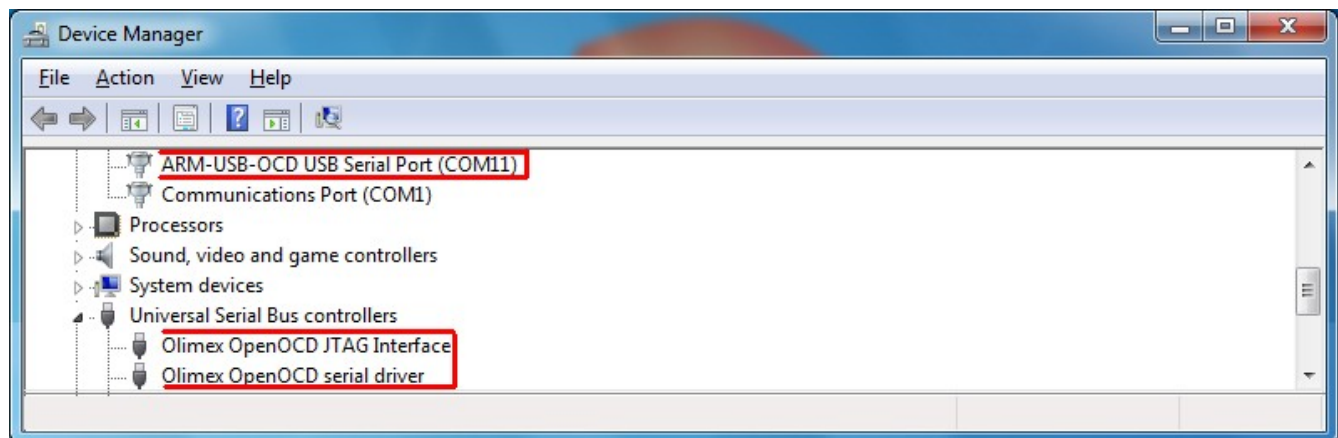 Device Manager
File Action View Help
ARM-USB-OCD USB Serial Port (COM11)
Communications Port (COM1)
Processors
Sound, video and game controllers
System devices
Universal Serial Bus controllers
Olimex OpenOCD JTAG Interface
Olimex OpenOCD serial driver